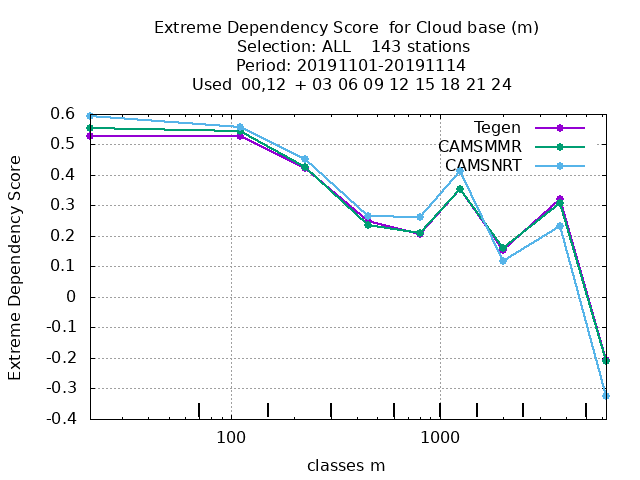 Extreme Dependency Score  for Cloud base (m)
Selection: ALL    143 stations
Period: 20191101-20191114
Used  00,12  + 03 06 09 12 15 18 21 24
Tegen
CAMSMMR
CAMSNRT
Extreme Dependency Score
0.6
0.5
0.4
0.3
0.2
0.1
0
-0.1
-0.2
-0.3
-0.4
100
1000
classes m